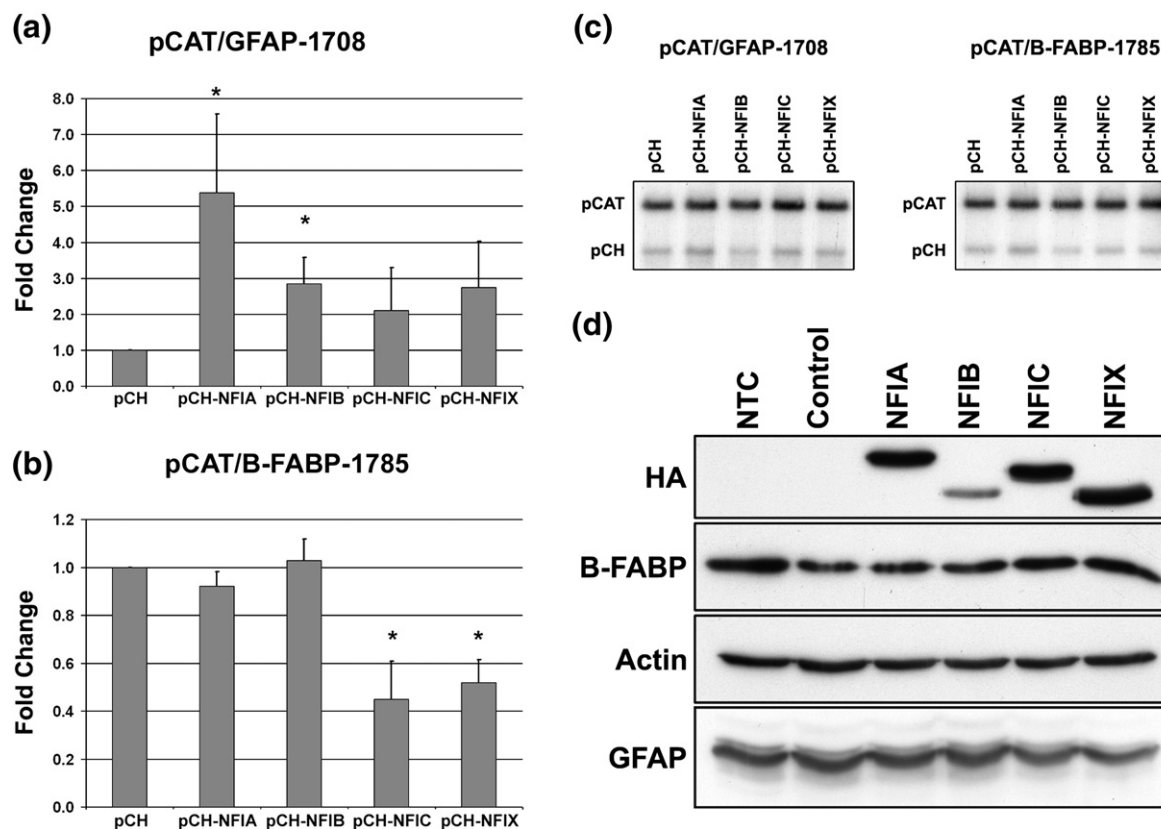 (a)
pCAT/GFAP-1708
*
*
8.0
7.0
6.0
5.0
4.0
3.0
2.0
1.0
0.0
Fold Change
pCH pCH-NFIA pCH-NFIB pCH-NFIC pCH-NFIX
(b)
pCAT/B-FABP-1785
1.2
1.0
0.8
0.6
0.4
0.2
0.0
* *
Fold Change
pCH pCH-NFIA pCH-NFIB pCH-NFIC pCH-NFIX
(c)
pCAT/GFAP-1708
pCH pCH-NFIA pCH-NFIB pCH-NFIC pCH-NFIX
pCAT
pCH
pCAT/B-FABP-1785
pCH pCH-NFIA pCH-NFIB pCH-NFIC pCH-NFIX
pCAT
pCH
(d)
NTC Control NFIA NFIB NFIC NFIX
HA
B-FABP
Actin
GFAP